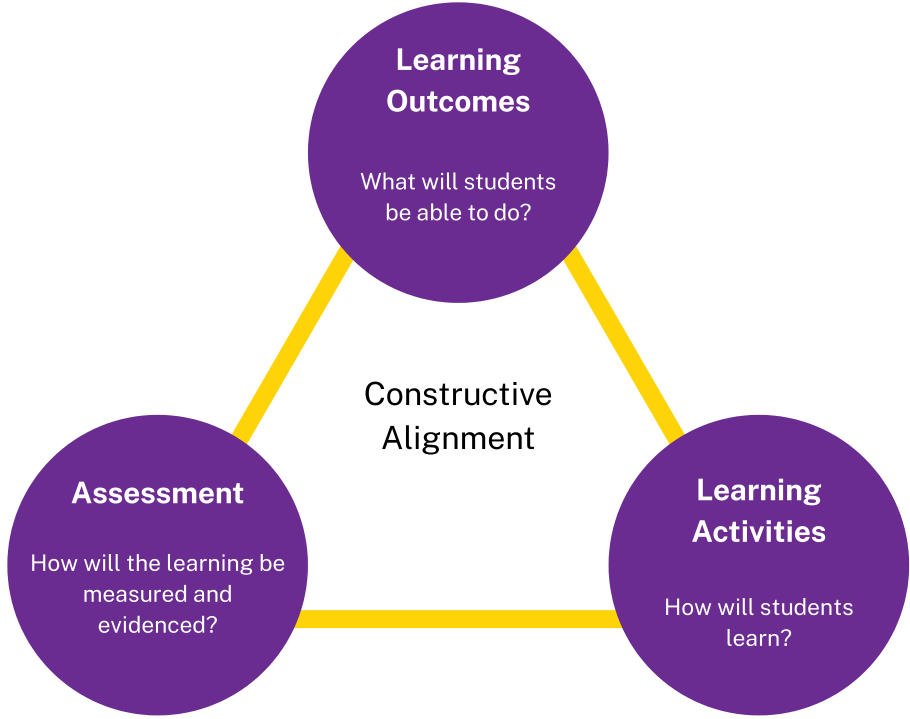 Learning
Outcomes
What will students
be able to do?
Constructive
Alignment
Assessment
How will the learning be
measured and
evidenced?
Learning
Activities
How will students
learn?